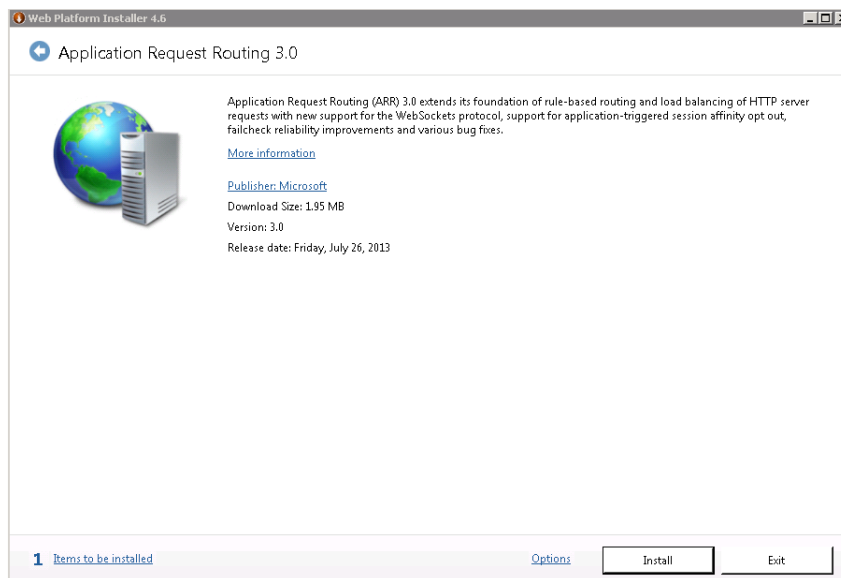 Web Platform Installer 4.6
Application Request Routing 3.0
Application Request Routing (ARR) 3.0 extends its foundation of rule-based routing and load balancing of HTTP server
requests with new support for the WebSockets protocol, support for application-triggered session affinity opt out,
failcheck reliability improvements and various bug fixes.
More information
Publisher: Microsoft
Download Size: 1.95 MB
Version: 3.0
Release date: Friday, July 26, 2013
1 Items to be installed
Options
Install
Exit